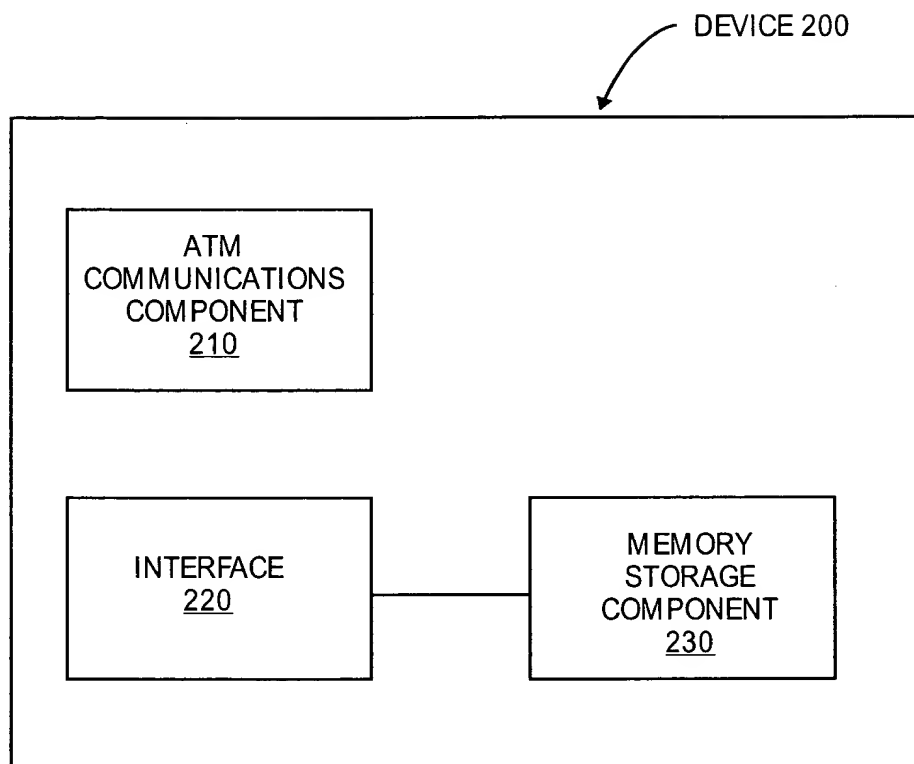 DEVICE 200
ATM
COMMUNICATIONS
COMPONENT
210
INTERFACE
220
MEMORY
STORAGE
COMPONENT
230